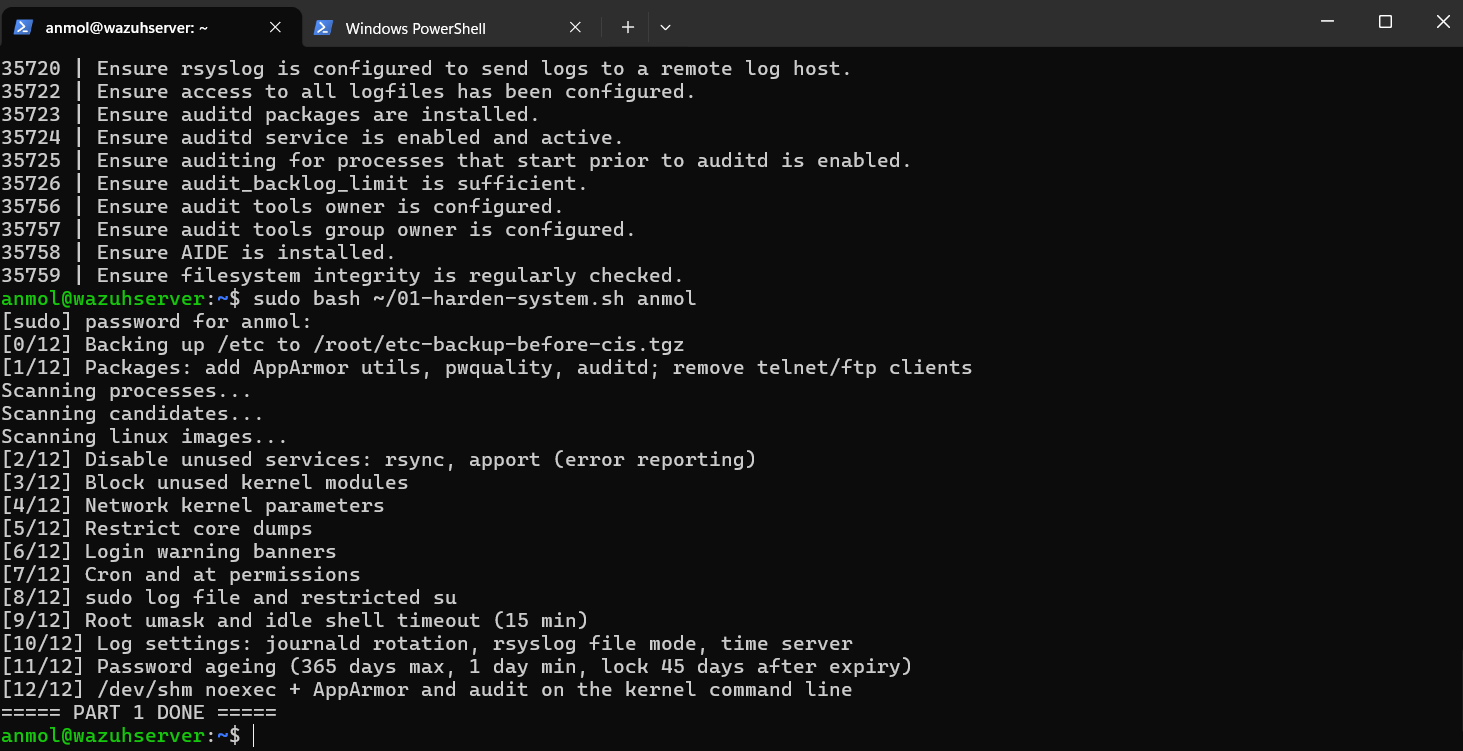 anmol@wazuhserver: ~
Windows PowerShell
35720 | Ensure rsyslog is configured to send logs to a remote log host.
35722 | Ensure access to all logfiles has been configured.
35723 | Ensure auditd packages are installed.
35724 | Ensure auditd service is enabled and active.
35725 | Ensure auditing for processes that start prior to auditd is enabled.
35726 | Ensure audit_backlog_limit is sufficient.
35756 | Ensure audit tools owner is configured.
35757 | Ensure audit tools group owner is configured.
35758 | Ensure AIDE is installed.
35759 | Ensure filesystem integrity is regularly checked.
anmol@wazuhserver:~$ sudo bash ~/01-harden-system.sh anmol
[sudo] password for anmol:
[0/12] Backing up /etc to /root/etc-backup-before-cis.tgz
[1/12] Packages: add AppArmor utils, pwquality, auditd; remove telnet/ftp clients
Scanning processes...
Scanning candidates...
Scanning linux images...
[2/12] Disable unused services: rsync, apport (error reporting)
[3/12] Block unused kernel modules
[4/12] Network kernel parameters
[5/12] Restrict core dumps
[6/12] Login warning banners
[7/12] Cron and at permissions
[8/12] sudo log file and restricted su
[9/12] Root umask and idle shell timeout (15 min)
[10/12] Log settings: journald rotation, rsyslog file mode, time server
[11/12] Password ageing (365 days max, 1 day min, lock 45 days after expiry)
[12/12] /dev/shm noexec + AppArmor and audit on the kernel command line
===== PART 1 DONE =====
anmol@wazuhserver:~$